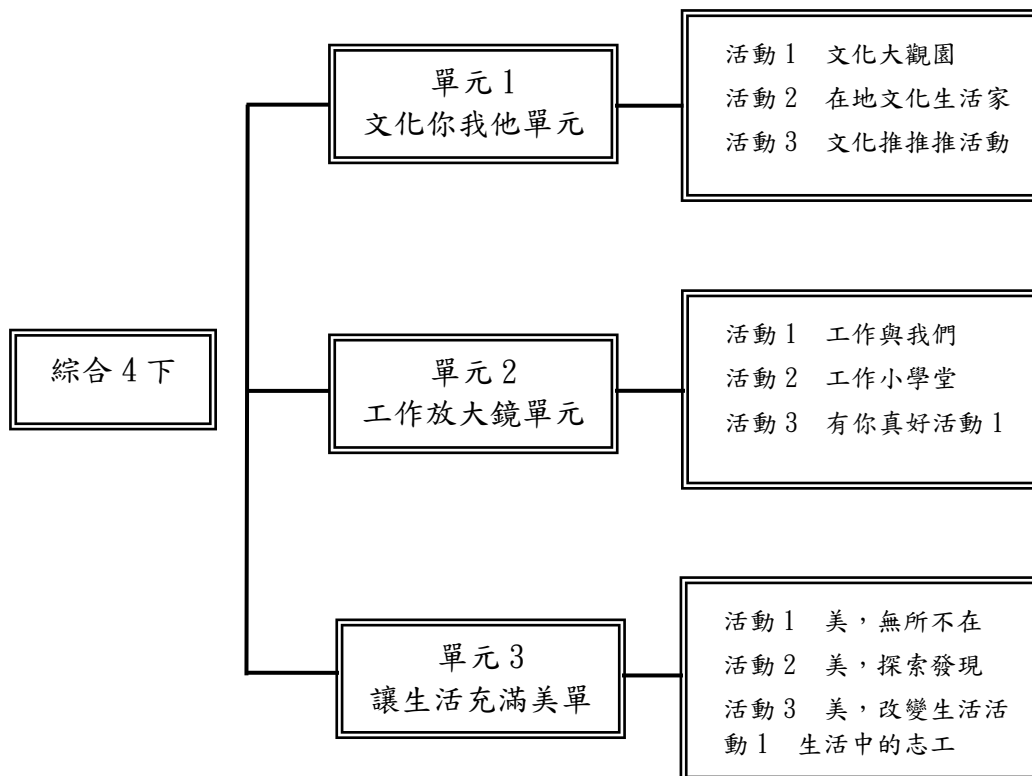 綜合 4 下
單元 1
文化你我他單元
活動 1 文化大觀園
活動 2 在地文化生活家
活動 3 文化推推推活動
單元 2
工作放大鏡單元
活動 1 工作與我們
活動 2 工作小學堂
活動 3 有你真好活動 1
單元 3
讓生活充滿美單
活動 1 美，無所不在
活動 2 美，探索發現
活動 3 美，改變生活活
動 1 生活中的志工